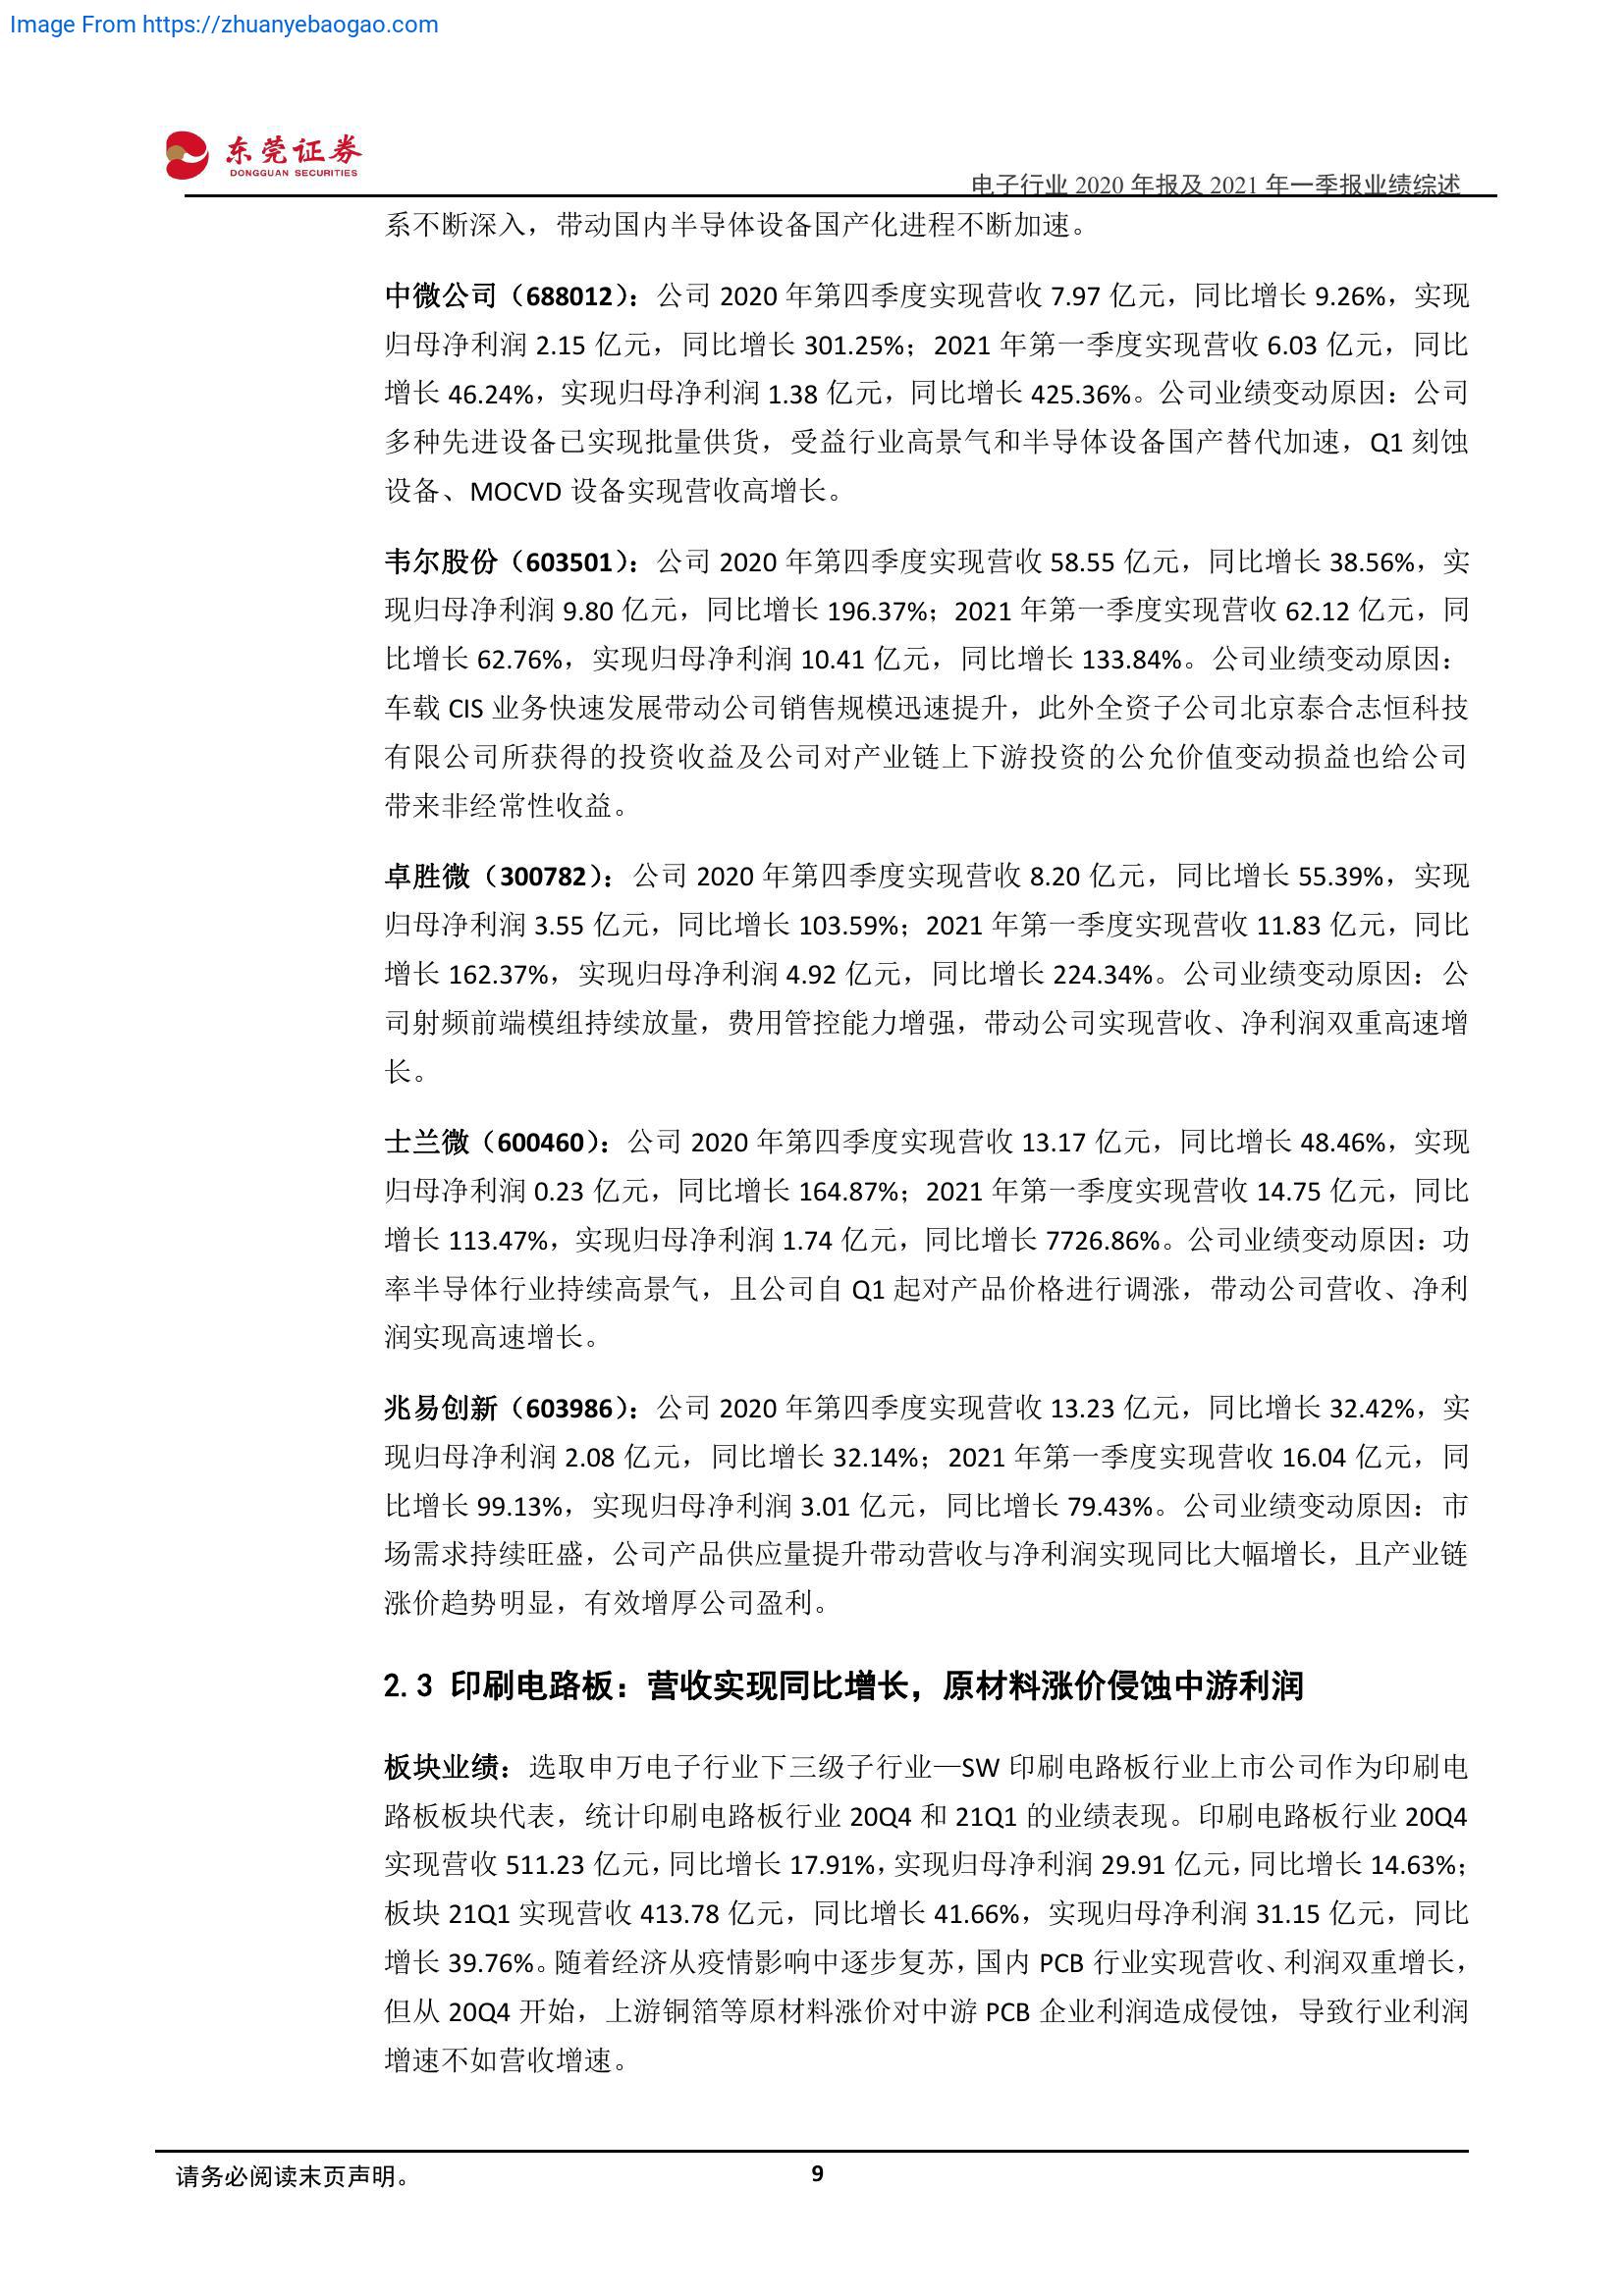 Image From https://zhuanyebaogao.com
东莞证券
DONGGUAN SECURITIES
电子行业 2020 年报及 2021 年一季报业绩综述
系不断深入，带动国内半导体设备国产化进程不断加速。
中微公司（688012）：公司 2020 年第四季度实现营收 7.97 亿元，同比增长 9.26%，实现
归母净利润 2.15 亿元，同比增长 301.25%；2021 年第一季度实现营收 6.03 亿元，同比
增长 46.24%，实现归母净利润 1.38 亿元，同比增长 425.36%。公司业绩变动原因：公司
多种先进设备已实现批量供货，受益行业高景气和半导体设备国产替代加速，Q1 刻蚀
设备、MOCVD 设备实现营收高增长。
韦尔股份（603501）：公司 2020 年第四季度实现营收 58.55 亿元，同比增长 38.56%，实
现归母净利润 9.80 亿元，同比增长 196.37%；2021 年第一季度实现营收 62.12 亿元，同
比增长 62.76%，实现归母净利润 10.41 亿元，同比增长 133.84%。公司业绩变动原因：
车载 CIS 业务快速发展带动公司销售规模迅速提升，此外全资子公司北京泰合志恒科技
有限公司所获得的投资收益及公司对产业链上下游投资的公允价值变动损益也给公司
带来非经常性收益。
卓胜微（300782）：公司 2020 年第四季度实现营收 8.20 亿元，同比增长 55.39%，实现
归母净利润 3.55 亿元，同比增长 103.59%；2021 年第一季度实现营收 11.83 亿元，同比
增长 162.37%，实现归母净利润 4.92 亿元，同比增长 224.34%。公司业绩变动原因：公
司射频前端模组持续放量，费用管控能力增强，带动公司实现营收、净利润双重高速增
长。
士兰微（600460）：公司 2020 年第四季度实现营收 13.17 亿元，同比增长 48.46%，实现
归母净利润 0.23 亿元，同比增长 164.87%；2021 年第一季度实现营收 14.75 亿元，同比
增长 113.47%，实现归母净利润 1.74 亿元，同比增长 7726.86%。公司业绩变动原因：功
率半导体行业持续高景气，且公司自 Q1 起对产品价格进行调涨，带动公司营收、净利
润实现高速增长。
兆易创新（603986）：公司 2020 年第四季度实现营收 13.23 亿元，同比增长 32.42%，实
现归母净利润 2.08 亿元，同比增长 32.14%；2021 年第一季度实现营收 16.04 亿元，同
比增长 99.13%，实现归母净利润 3.01 亿元，同比增长 79.43%。公司业绩变动原因：市
场需求持续旺盛，公司产品供应量提升带动营收与净利润实现同比大幅增长，且产业链
涨价趋势明显，有效增厚公司盈利。
2.3 印刷电路板：营收实现同比增长，原材料涨价侵蚀中游利润
板块业绩：选取申万电子行业下三级子行业—SW 印刷电路板行业上市公司作为印刷电
路板板块代表，统计印刷电路板行业 20Q4 和 21Q1 的业绩表现。印刷电路板行业 20Q4
实现营收 511.23 亿元，同比增长 17.91%，实现归母净利润 29.91 亿元，同比增长 14.63%；
板块 21Q1 实现营收 413.78 亿元，同比增长 41.66%，实现归母净利润 31.15 亿元，同比
增长 39.76%。随着经济从疫情影响中逐步复苏，国内 PCB 行业实现营收、利润双重增长，
但从 20Q4 开始，上游铜箔等原材料涨价对中游 PCB 企业利润造成侵蚀，导致行业利润
增速不如营收增速。
请务必阅读末页声明。
9